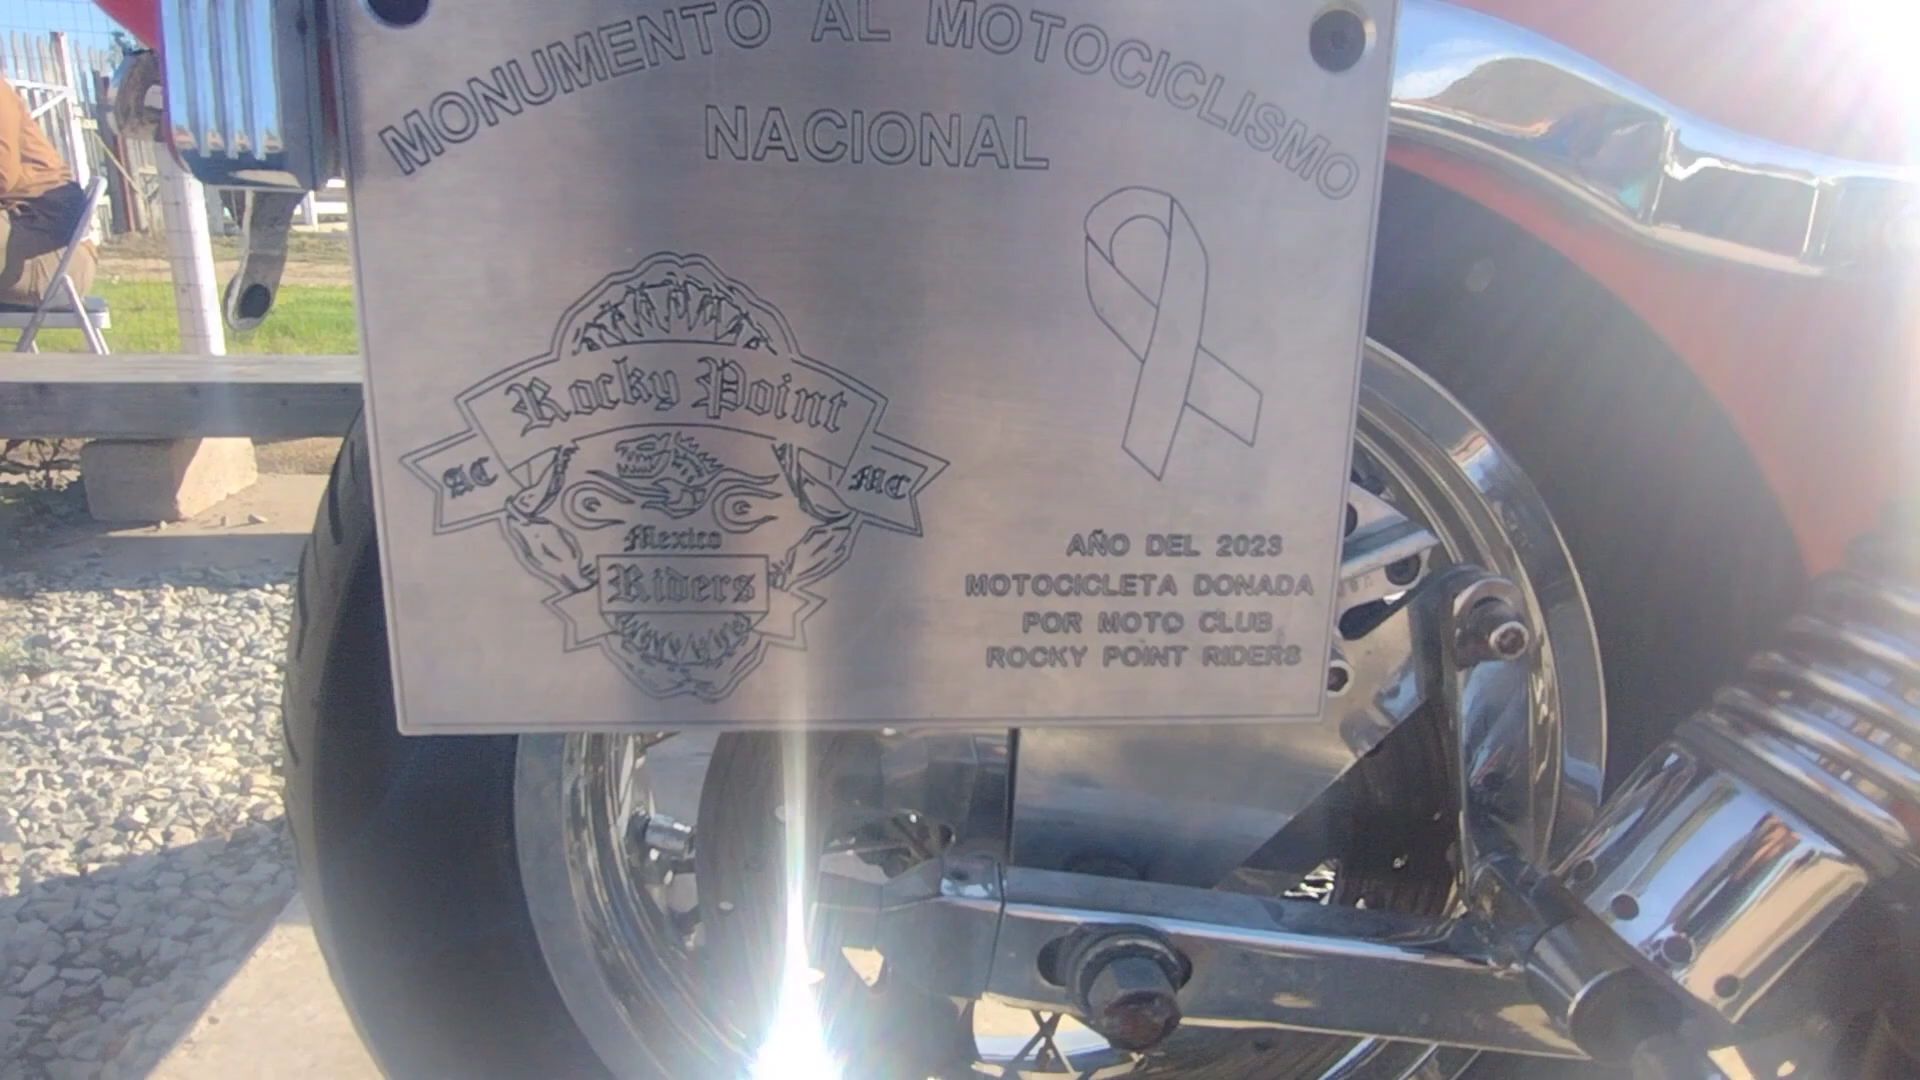 MONUMENTO AL MOTOCICLISMO
NACIONAL
Rocky Point
AC
MC
Mexico
Riders
AÑO DEL 2023
MOTOCICLETA DONADA
POR MOTO CLUB
ROCKY POINT RIDERS